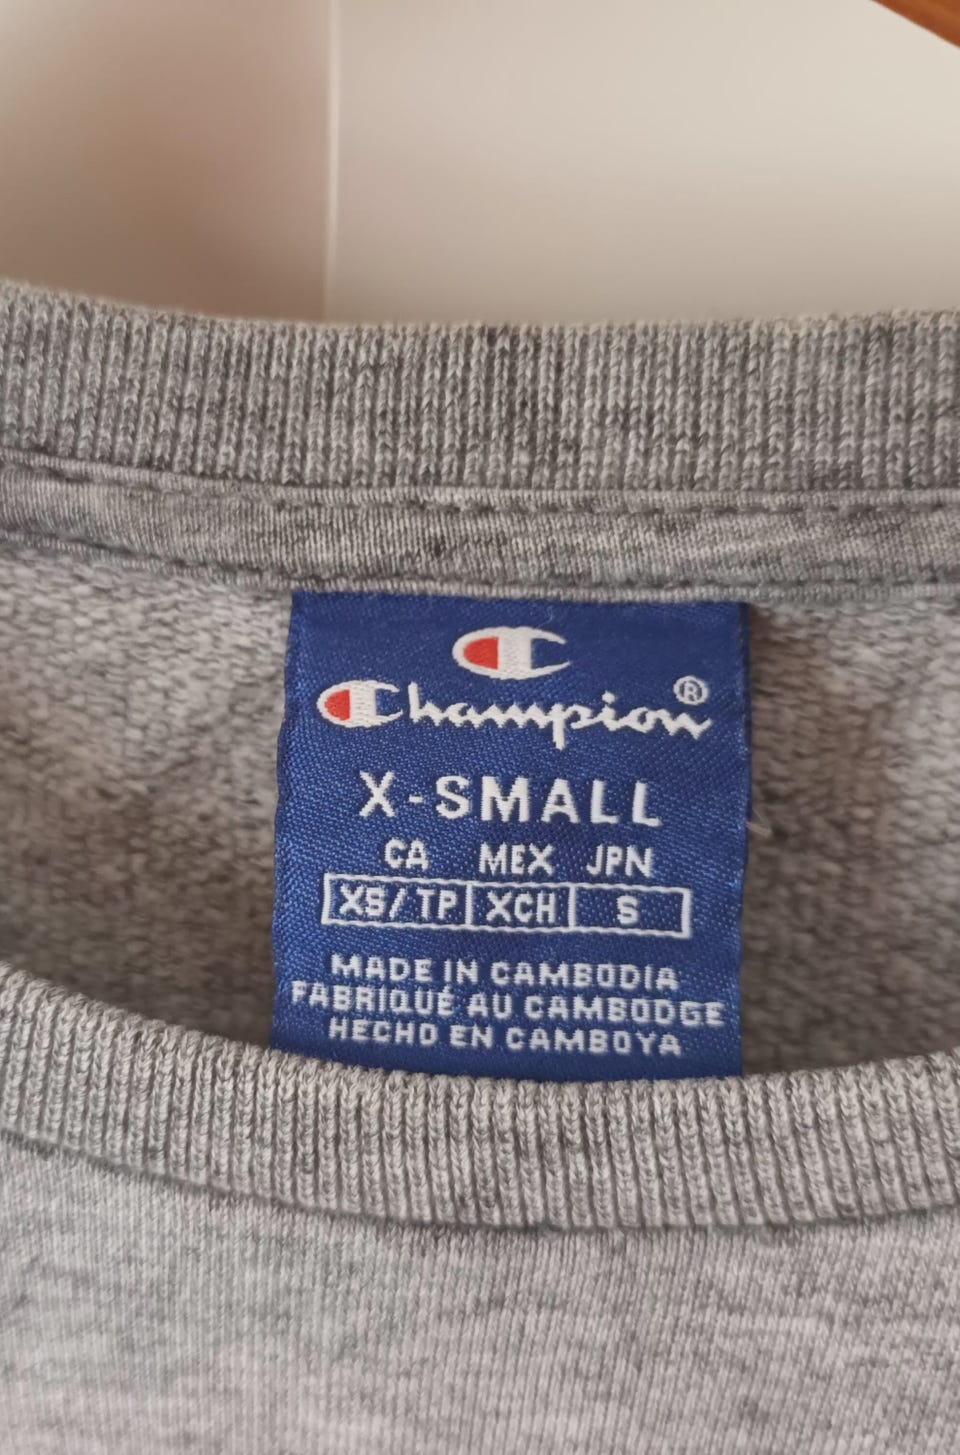 Champion®
X-SMALL
CA MEX JPN
XS/TP XCH S
MADE IN CAMBODIA
FABRIQUÉ AU CAMBODGE
HECHO EN CAMBOYA